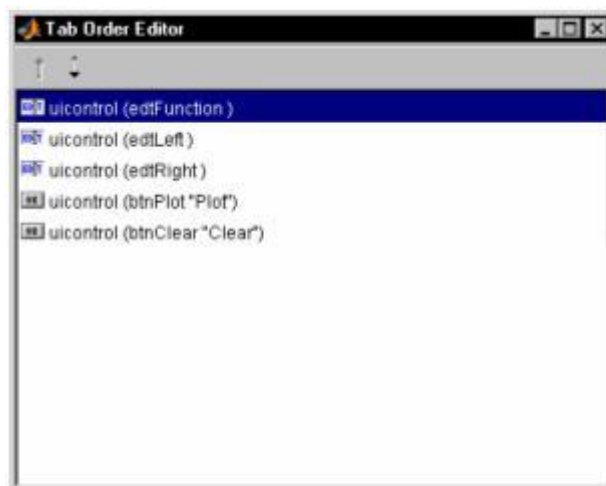 Tab Order Editor
uicontrol (edtFunction )
uicontrol (edtLeft )
uicontrol (edtRight )
uicontrol (btnPlot "Plot")
uicontrol (btnClear "Clear")